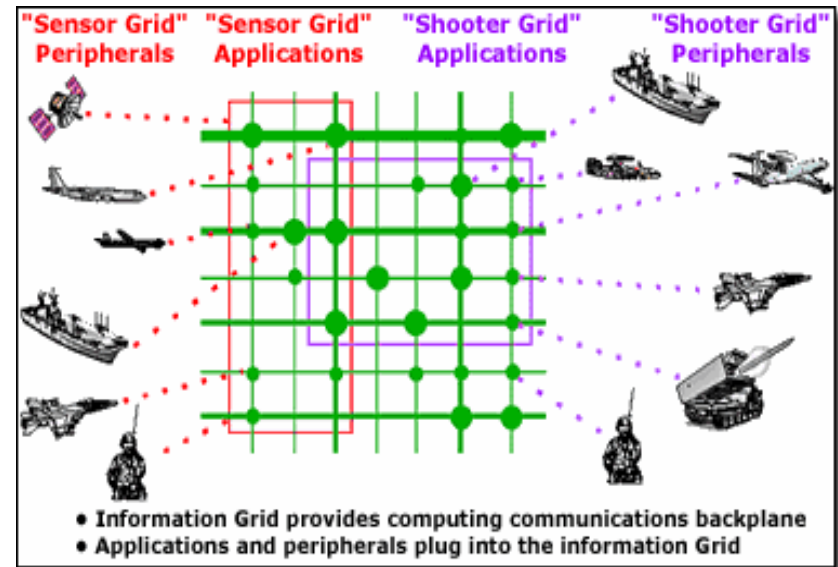 "Sensor Grid" "Sensor Grid" "Shooter Grid" "Shooter Grid"
Peripherals Applications Applications Peripherals
● Information Grid provides computing communications backplane
● Applications and peripherals plug into the information Grid